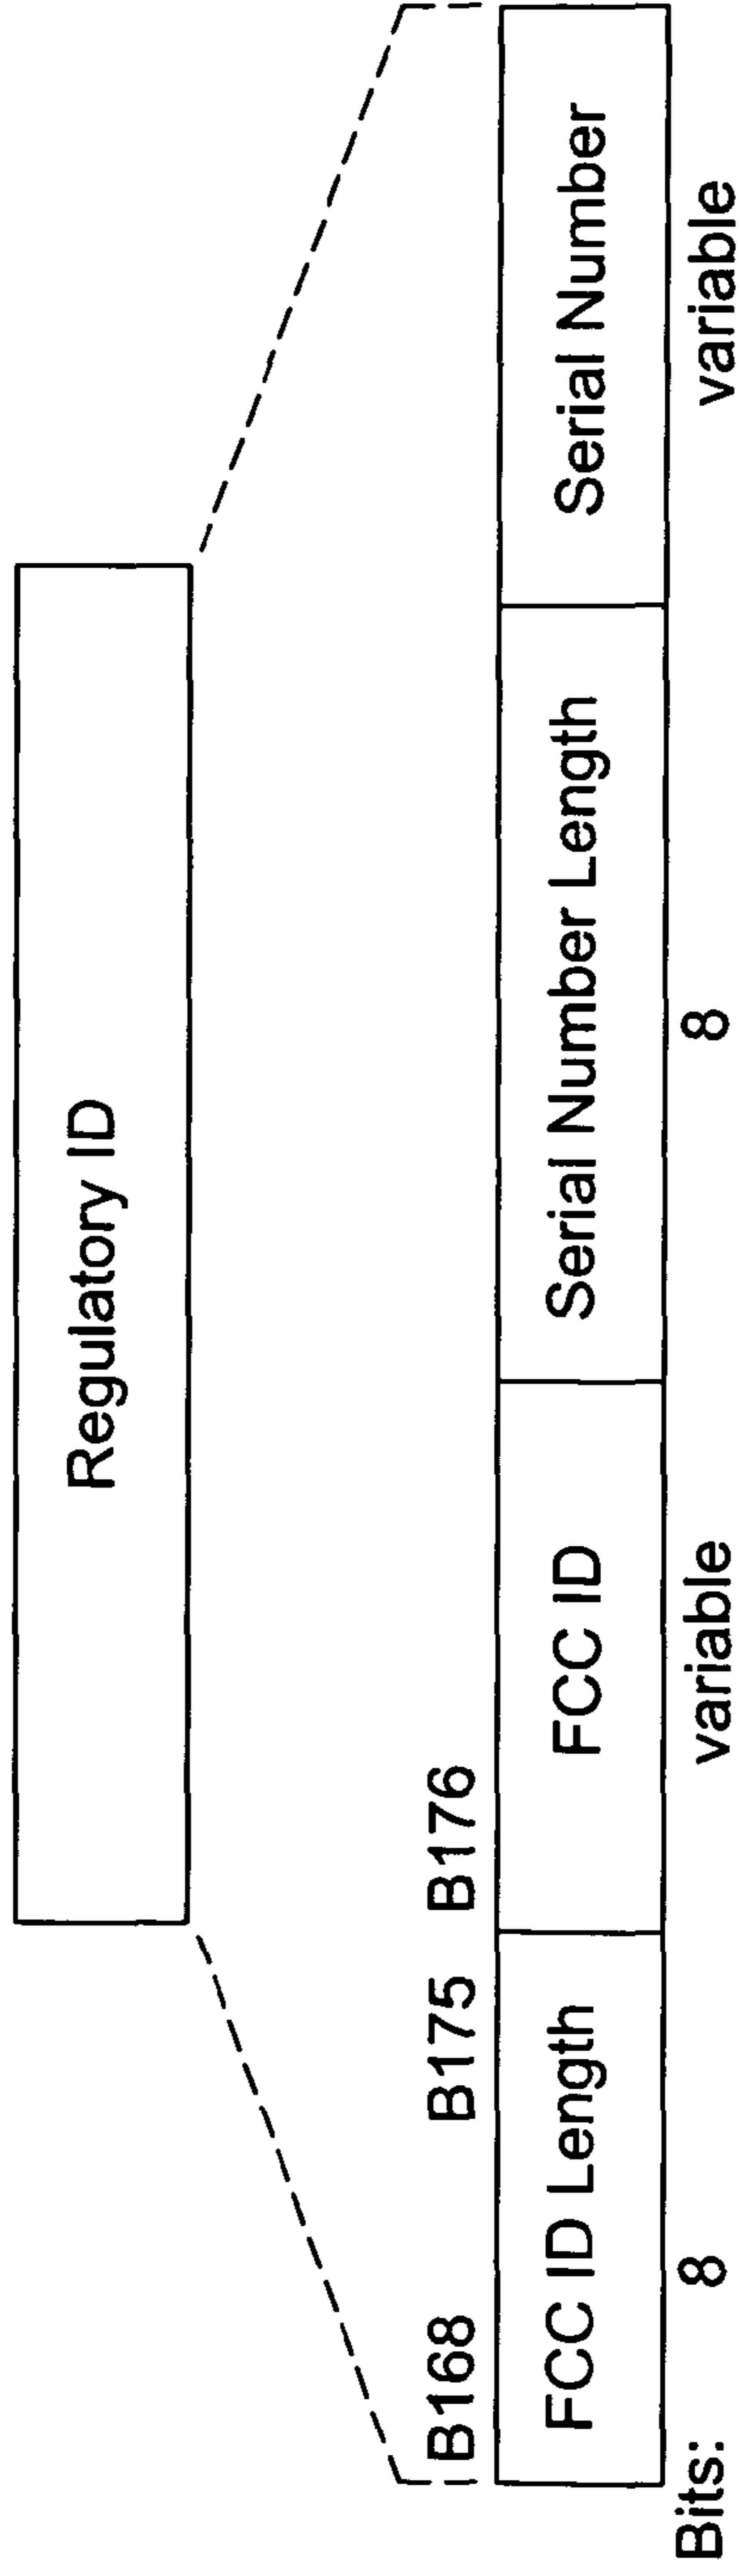 Regulatory ID
B168 B175 B176
FCC ID Length FCC ID Serial Number Length Serial Number
Bits: 8 variable 8 variable